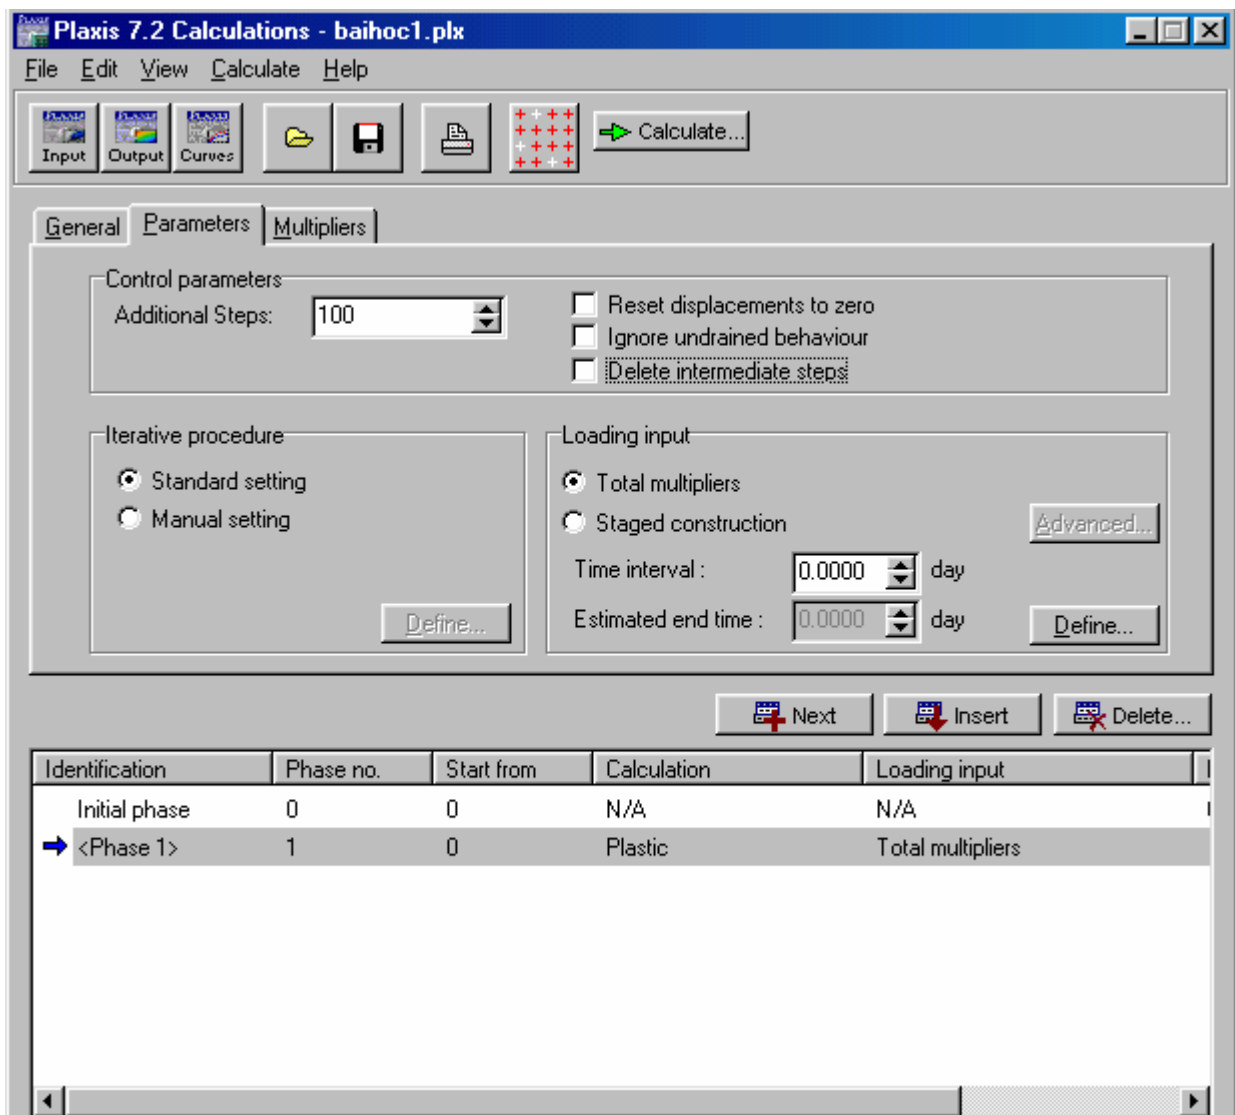 Plaxis 7.2 Calculations - baihoc1.plx
File Edit View Calculate Help
Input Output Curves Calculate...
General Parameters Multipliers
Control parameters
Additional Steps: 100
Reset displacements to zero
Ignore undrained behaviour
Delete intermediate steps
Iterative procedure
Standard setting
Manual setting
Define...
Loading input
Total multipliers
Staged construction
Advanced...
Time interval : 0.0000 day
Estimated end time : 0.0000 day
Define...
Next Insert Delete...
Identification Phase no. Start from Calculation Loading input
Initial phase 0 0 N/A N/A
<Phase 1> 1 0 Plastic Total multipliers